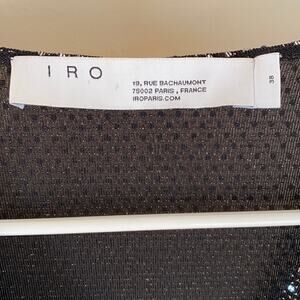 IRO
19, RUE BACHAUMONT
75002 PARIS , FRANCE
IROPARIS.COM
38